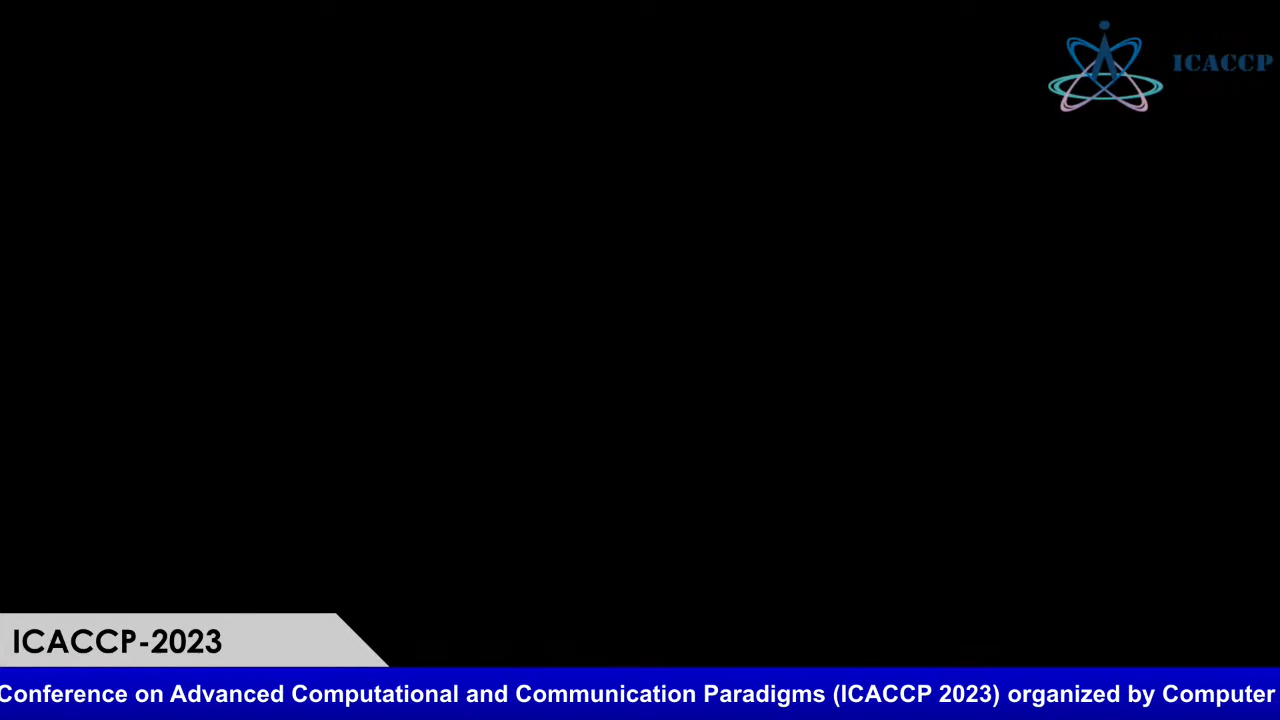 ICACCP
ICACCP-2023
Conference on Advanced Computational and Communication Paradigms (ICACCP 2023) organized by Computer